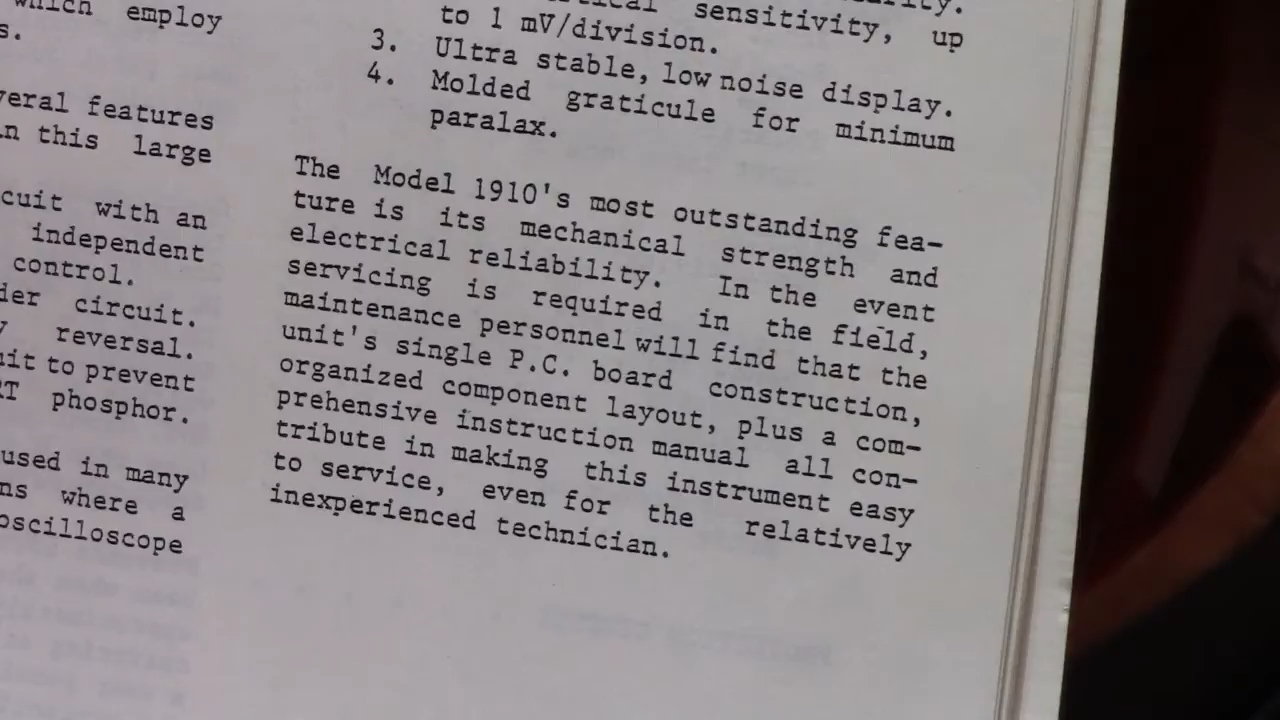 which employ
s.
veral features
in this large
cuit with an
independent
control.
der circuit.
reversal.
to prevent
phosphor.
used in many
ns where a
oscilloscope
sensitivity, up
to 1 mV/division.
3. Ultra stable, low noise display.
4. Molded graticule for minimum
paralax.
The Model 1910's most outstanding fea-
ture is its mechanical strength and
electrical reliability. In the event
servicing is required in the field,
maintenance personnel will find that the
unit's single P.C. board construction,
organized component layout, plus a com-
prehensive instruction manual all con-
tribute in making this instrument easy
to service, even for the relatively
inexperienced technician.